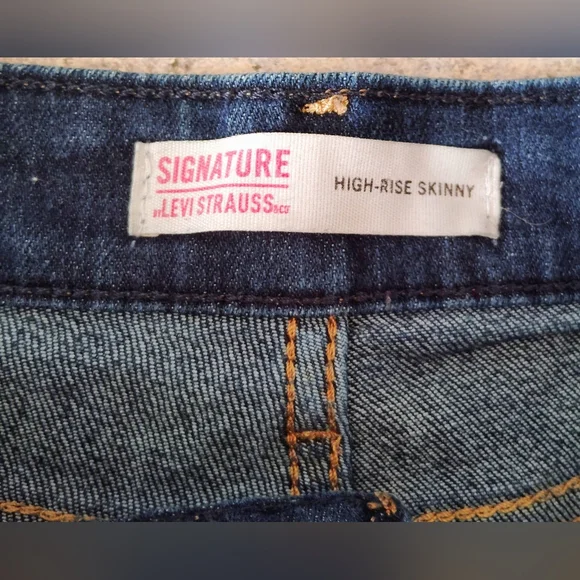 SIGNATURE
BY LEVI STRAUSS & CO
HIGH-RISE SKINNY